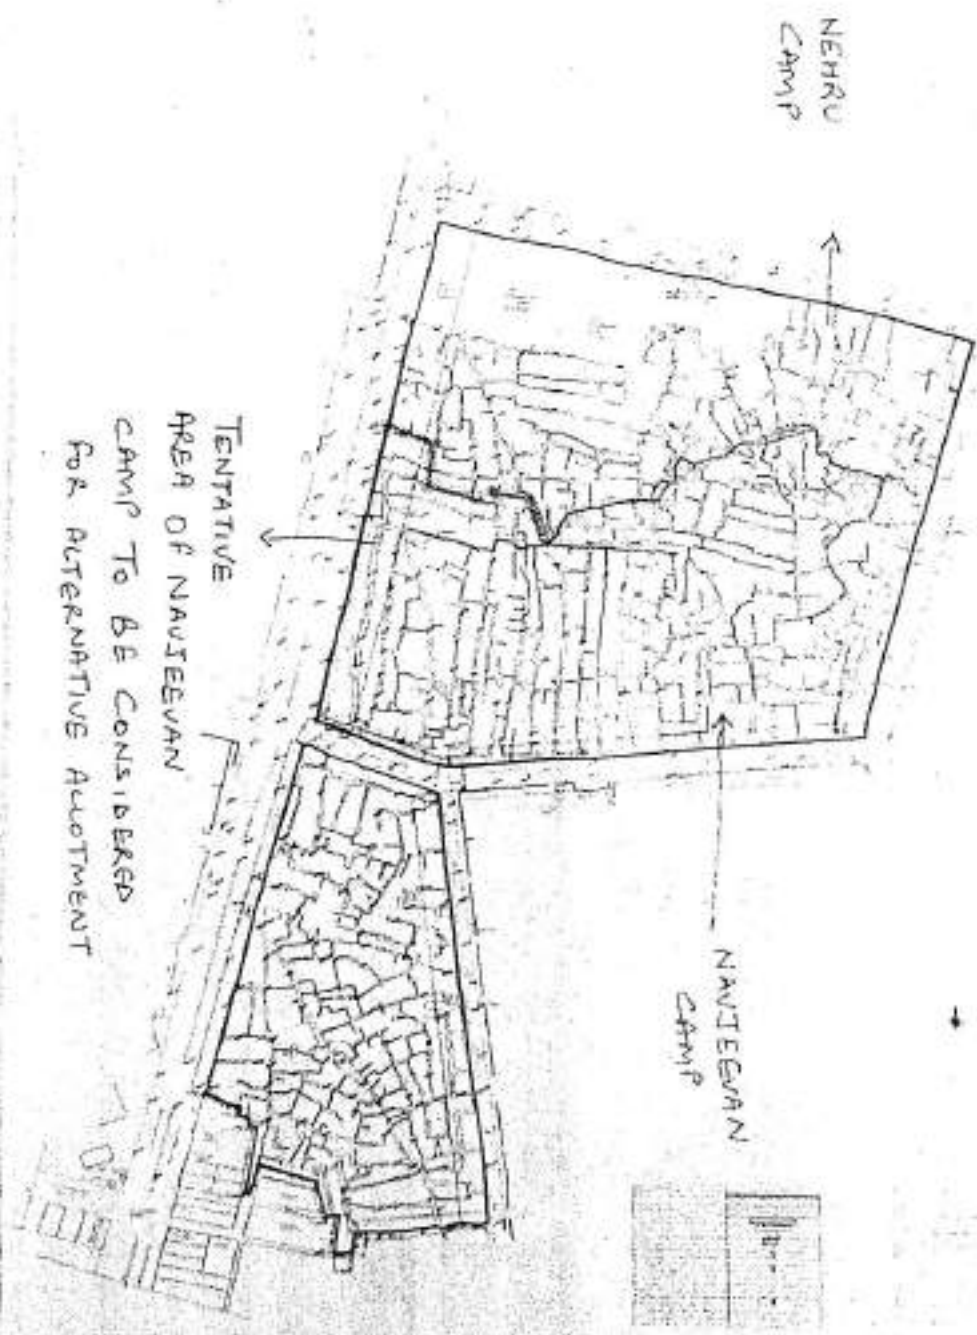 NEHRU
CAMP
TENTATIVE
AREA OF NAVJEEVAN
CAMP TO BE CONSIDERED
FOR ALTERNATIVE ALLOTMENT
NAVJEEVAN
CAMP